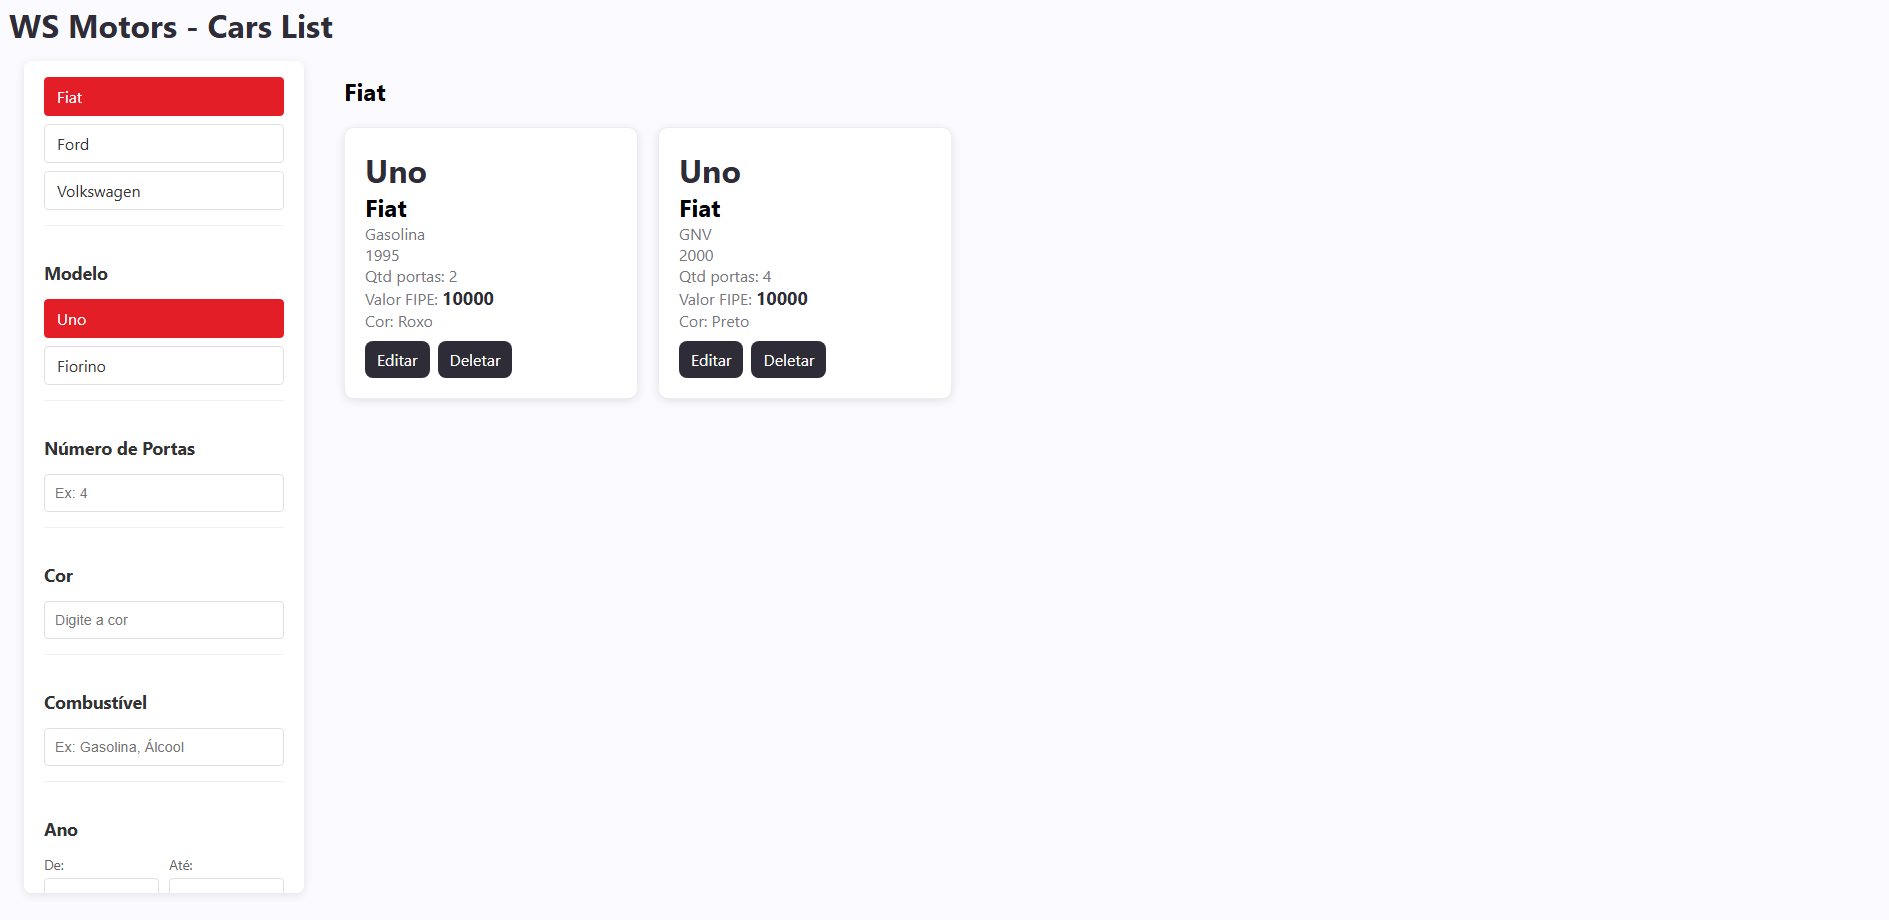 WS Motors - Cars List
Fiat
Ford
Volkswagen
Modelo
Uno
Fiorino
Número de Portas
Ex: 4
Cor
Digite a cor
Combustível
Ex: Gasolina, Álcool
Ano
De: Até:
Fiat
Uno
Fiat
Gasolina
1995
Qtd portas: 2
Valor FIPE: 10000
Cor: Roxo
Editar Deletar
Uno
Fiat
GNV
2000
Qtd portas: 4
Valor FIPE: 10000
Cor: Preto
Editar Deletar